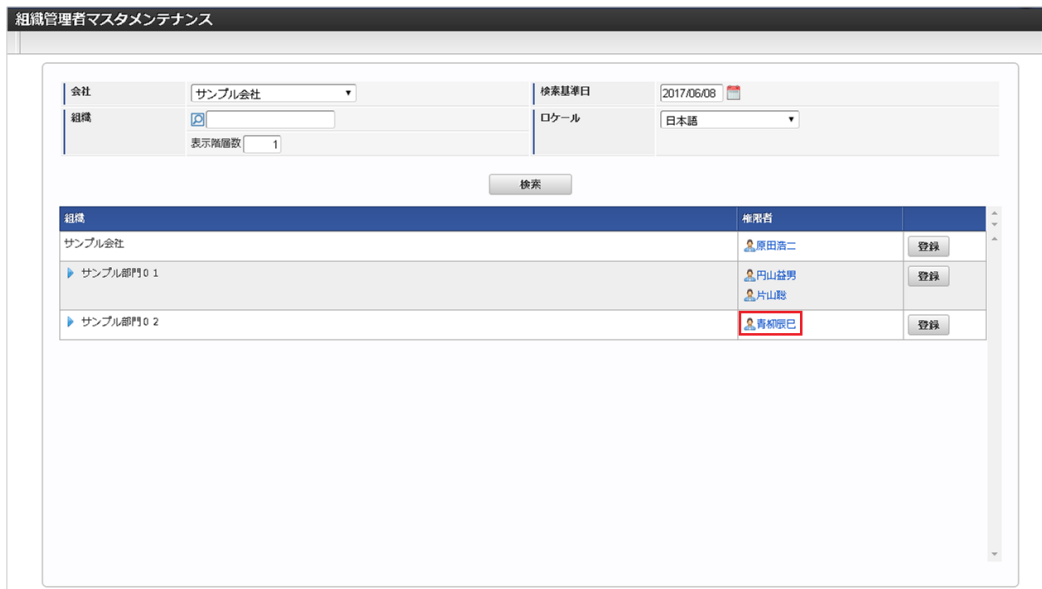 組織管理者マスタメンテナンス
会社 サンプル会社 検索基準日 2017/06/08
組織 ロケール 日本語
表示階層数 1
検索
組織 権限者
サンプル会社 原田浩二 登録
サンプル部門01 円山益男 登録
片山聡
サンプル部門02 青柳辰巳 登録